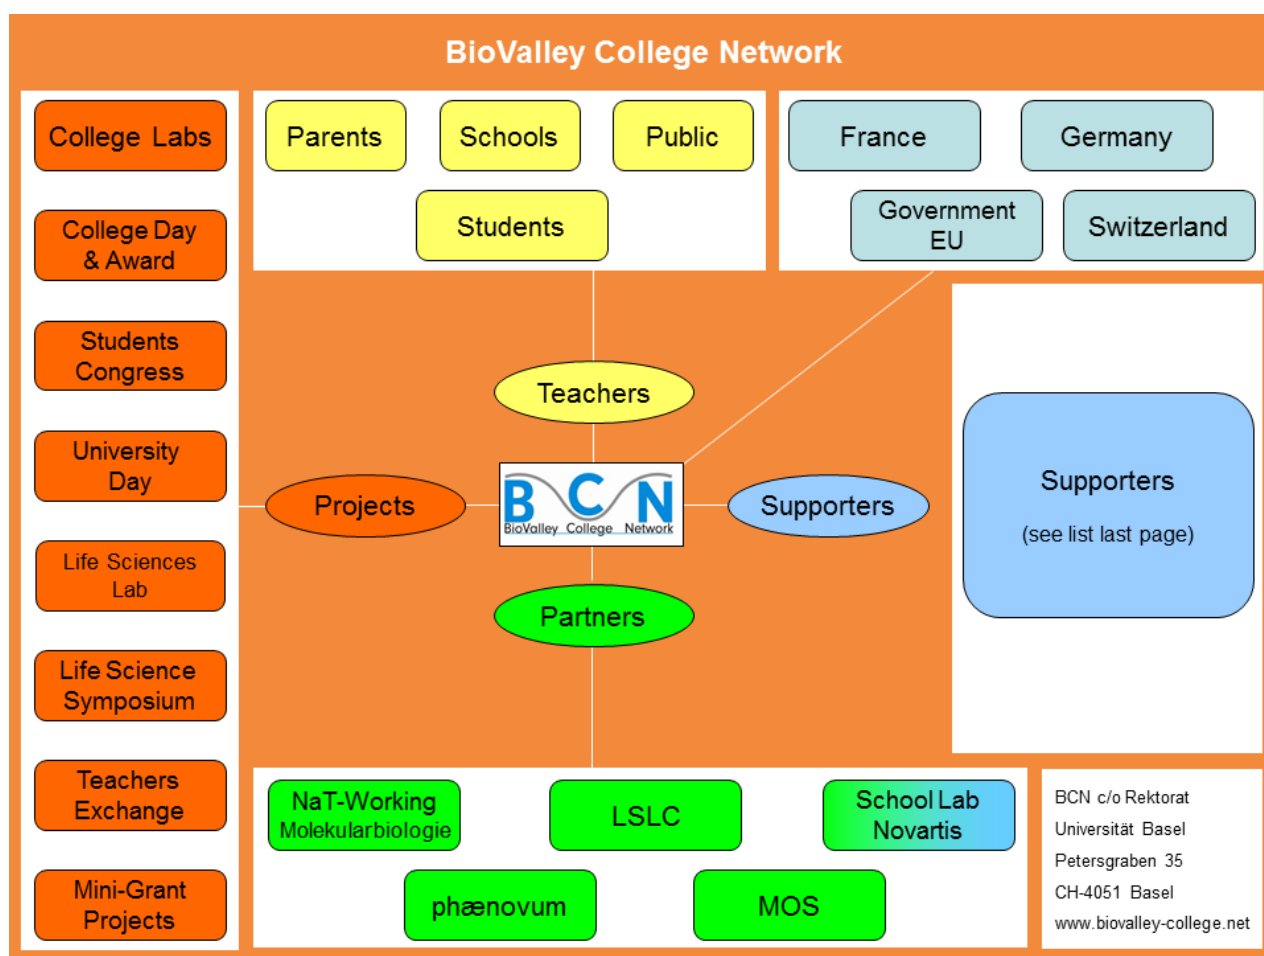 BioValley College Network
College Labs
College Day
& Award
Students
Congress
University
Day
Life Sciences
Lab
Life Science
Symposium
Teachers
Exchange
Mini-Grant
Projects
Parents
Schools
Public
Students
France
Germany
Government
EU
Switzerland
Teachers
Projects
BCN
BioValley College Network
Supporters
Partners
Supporters
(see list last page)
NaT-Working
Molekularbiologie
LSLC
School Lab
Novartis
phænovum
MOS
BCN c/o Rektorat
Universität Basel
Petersgraben 35
CH-4051 Basel
www.biovalley-college.net